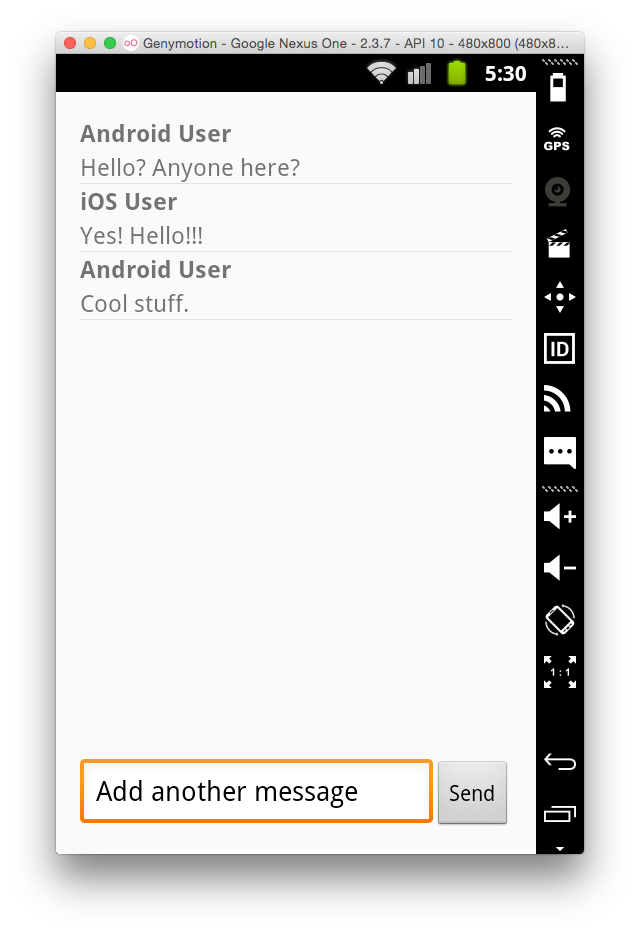 Genymotion - Google Nexus One - 2.3.7 - API 10 - 480x800 (480x8...
5:30
GPS
Android User
Hello? Anyone here?
iOS User
Yes! Hello!!!
Android User
Cool stuff.
ID
1 : 1
Add another message
Send